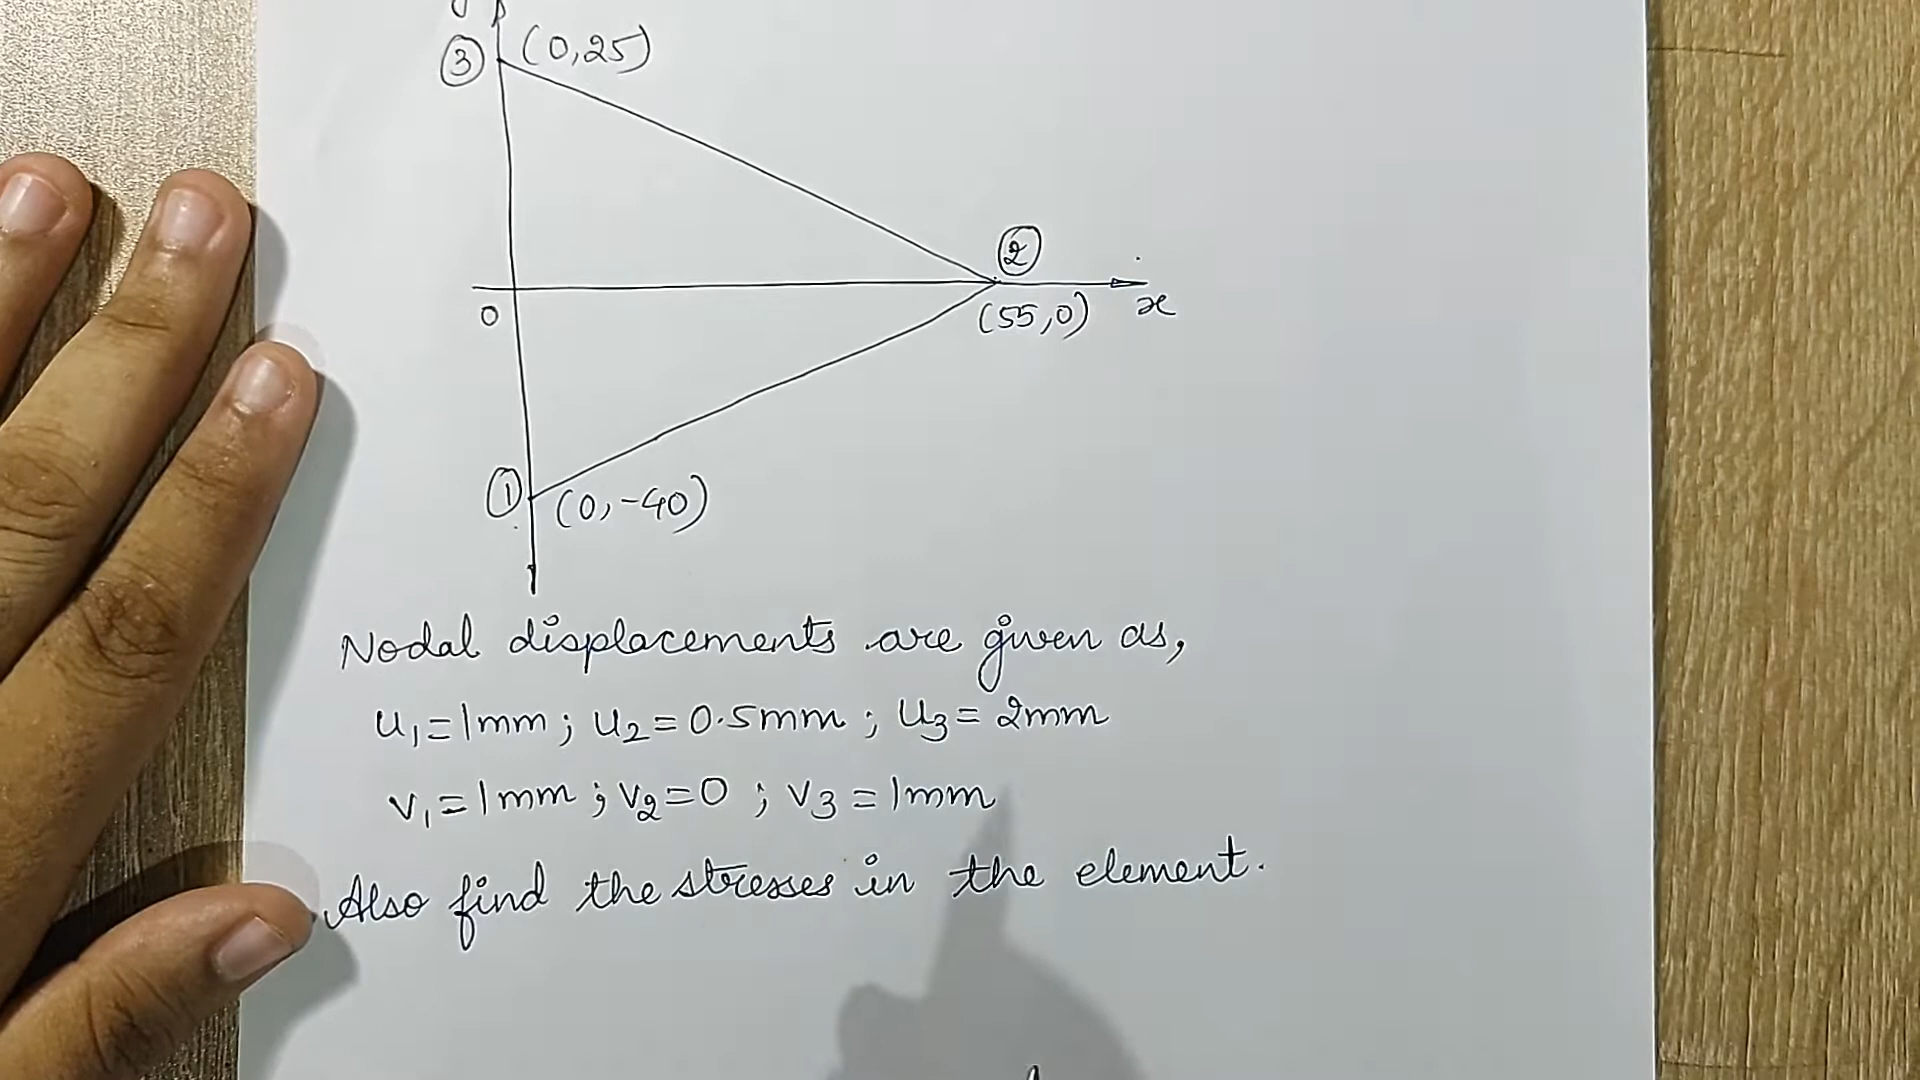 ③ (0,25)
②
0 (55,0) x
① (0,-40)
Nodal displacements are given as,
u₁=1mm; u₂=0.5mm; u₃=2mm
v₁=1mm; v₂=0; v₃=1mm
Also find the stresses in the element.